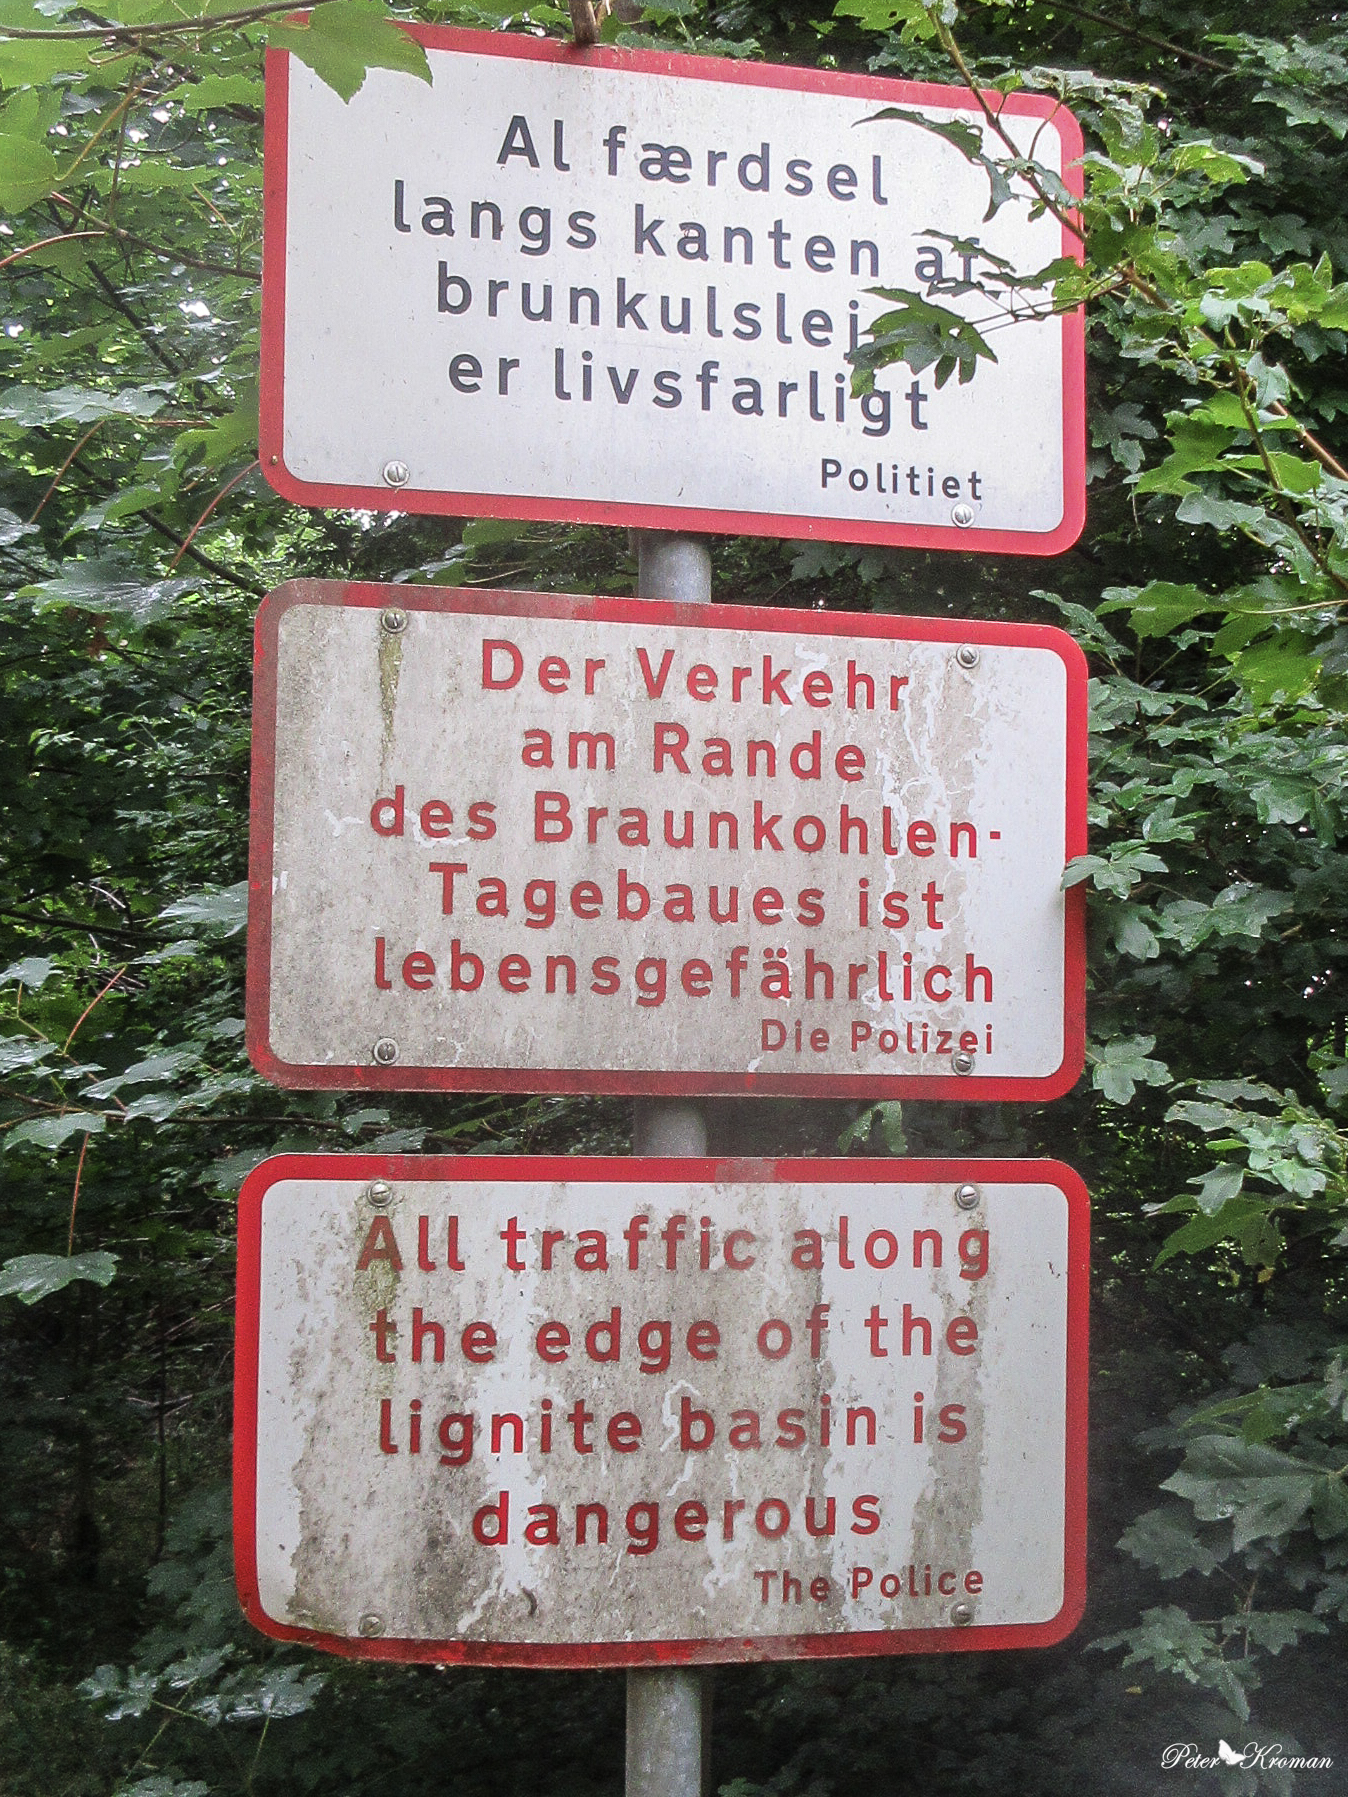 Al færdsel
langs kanten af
brunkulslej
er livsfarligt
Politiet
Der Verkehr
am Rande
des Braunkohlen-
Tagebaues ist
lebensgefährlich
Die Polizei
All traffic along
the edge of the
lignite basin is
dangerous
The Police
Peter Kroman